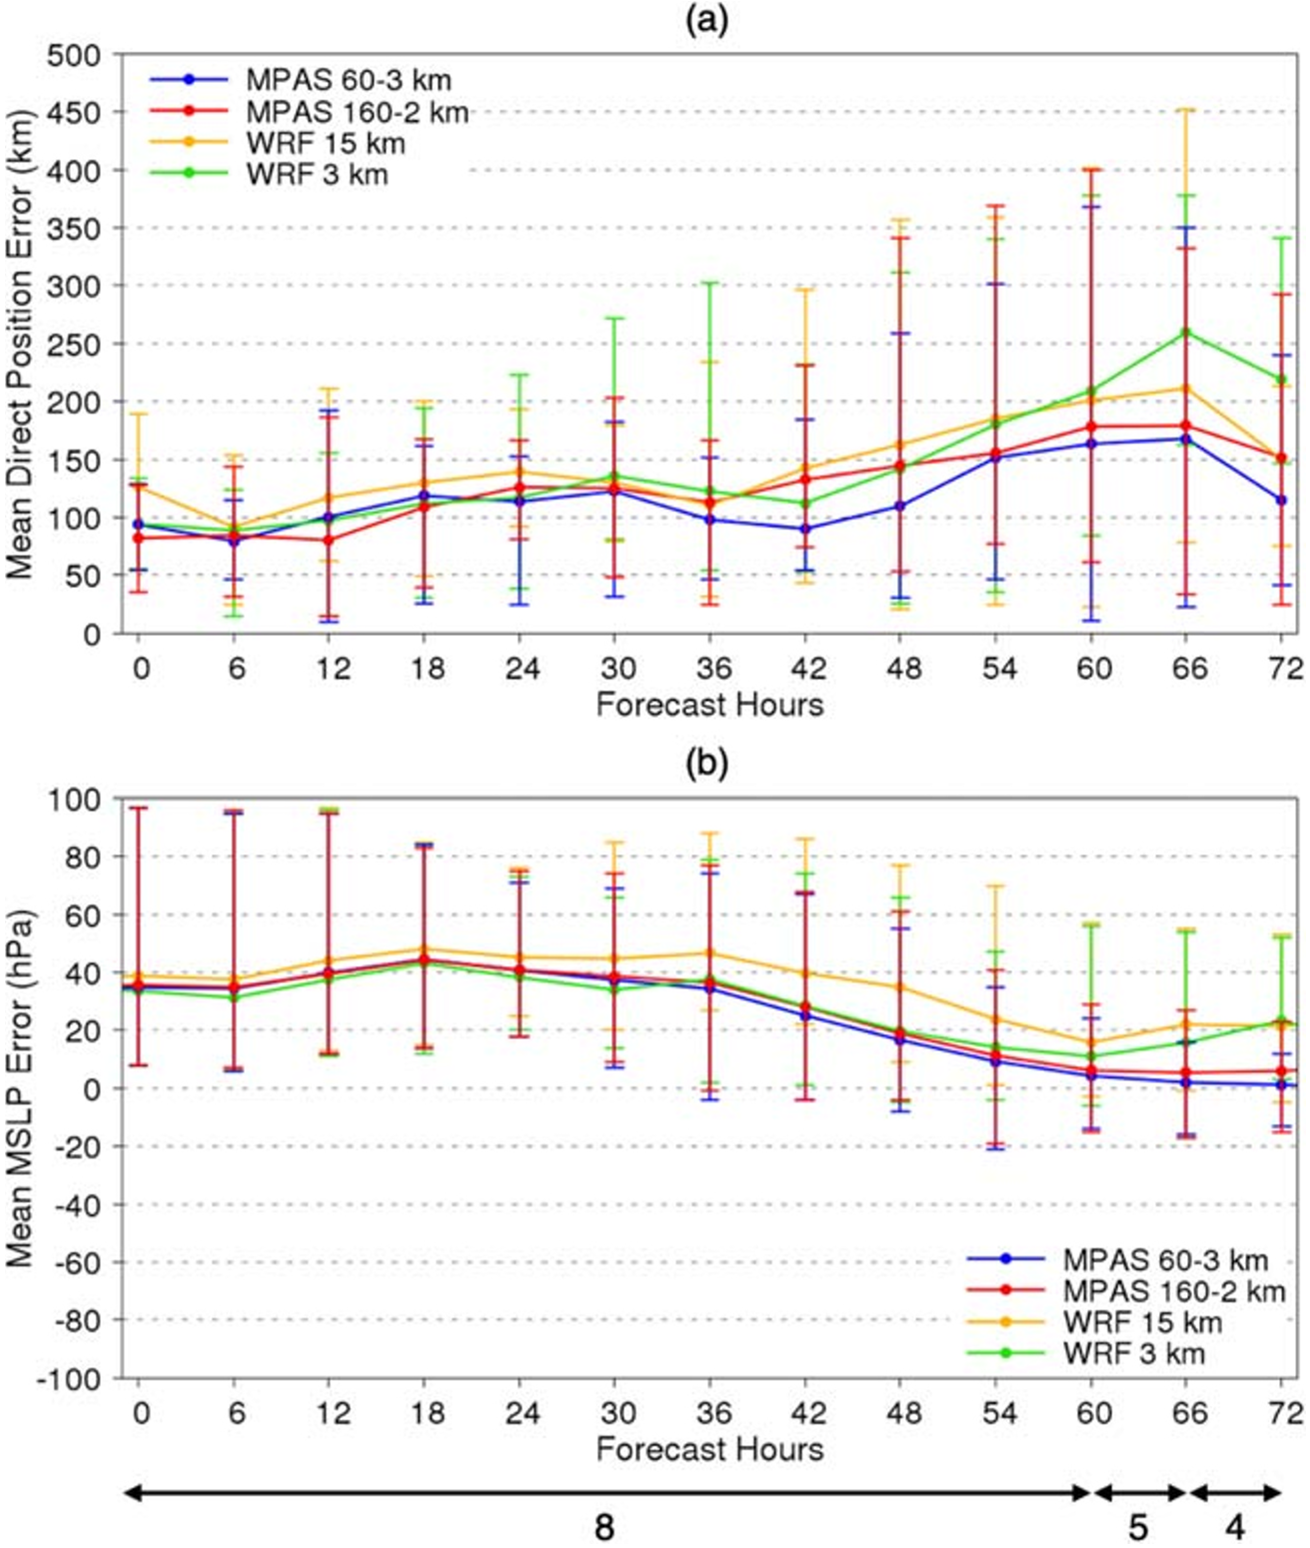 (a)
Mean Direct Position Error (km)
500
450
400
350
300
250
200
150
100
50
0
MPAS 60-3 km
MPAS 160-2 km
WRF 15 km
WRF 3 km
0 6 12 18 24 30 36 42 48 54 60 66 72
Forecast Hours
(b)
Mean MSLP Error (hPa)
100
80
60
40
20
0
-20
-40
-60
-80
-100
MPAS 60-3 km
MPAS 160-2 km
WRF 15 km
WRF 3 km
0 6 12 18 24 30 36 42 48 54 60 66 72
Forecast Hours
8 5 4